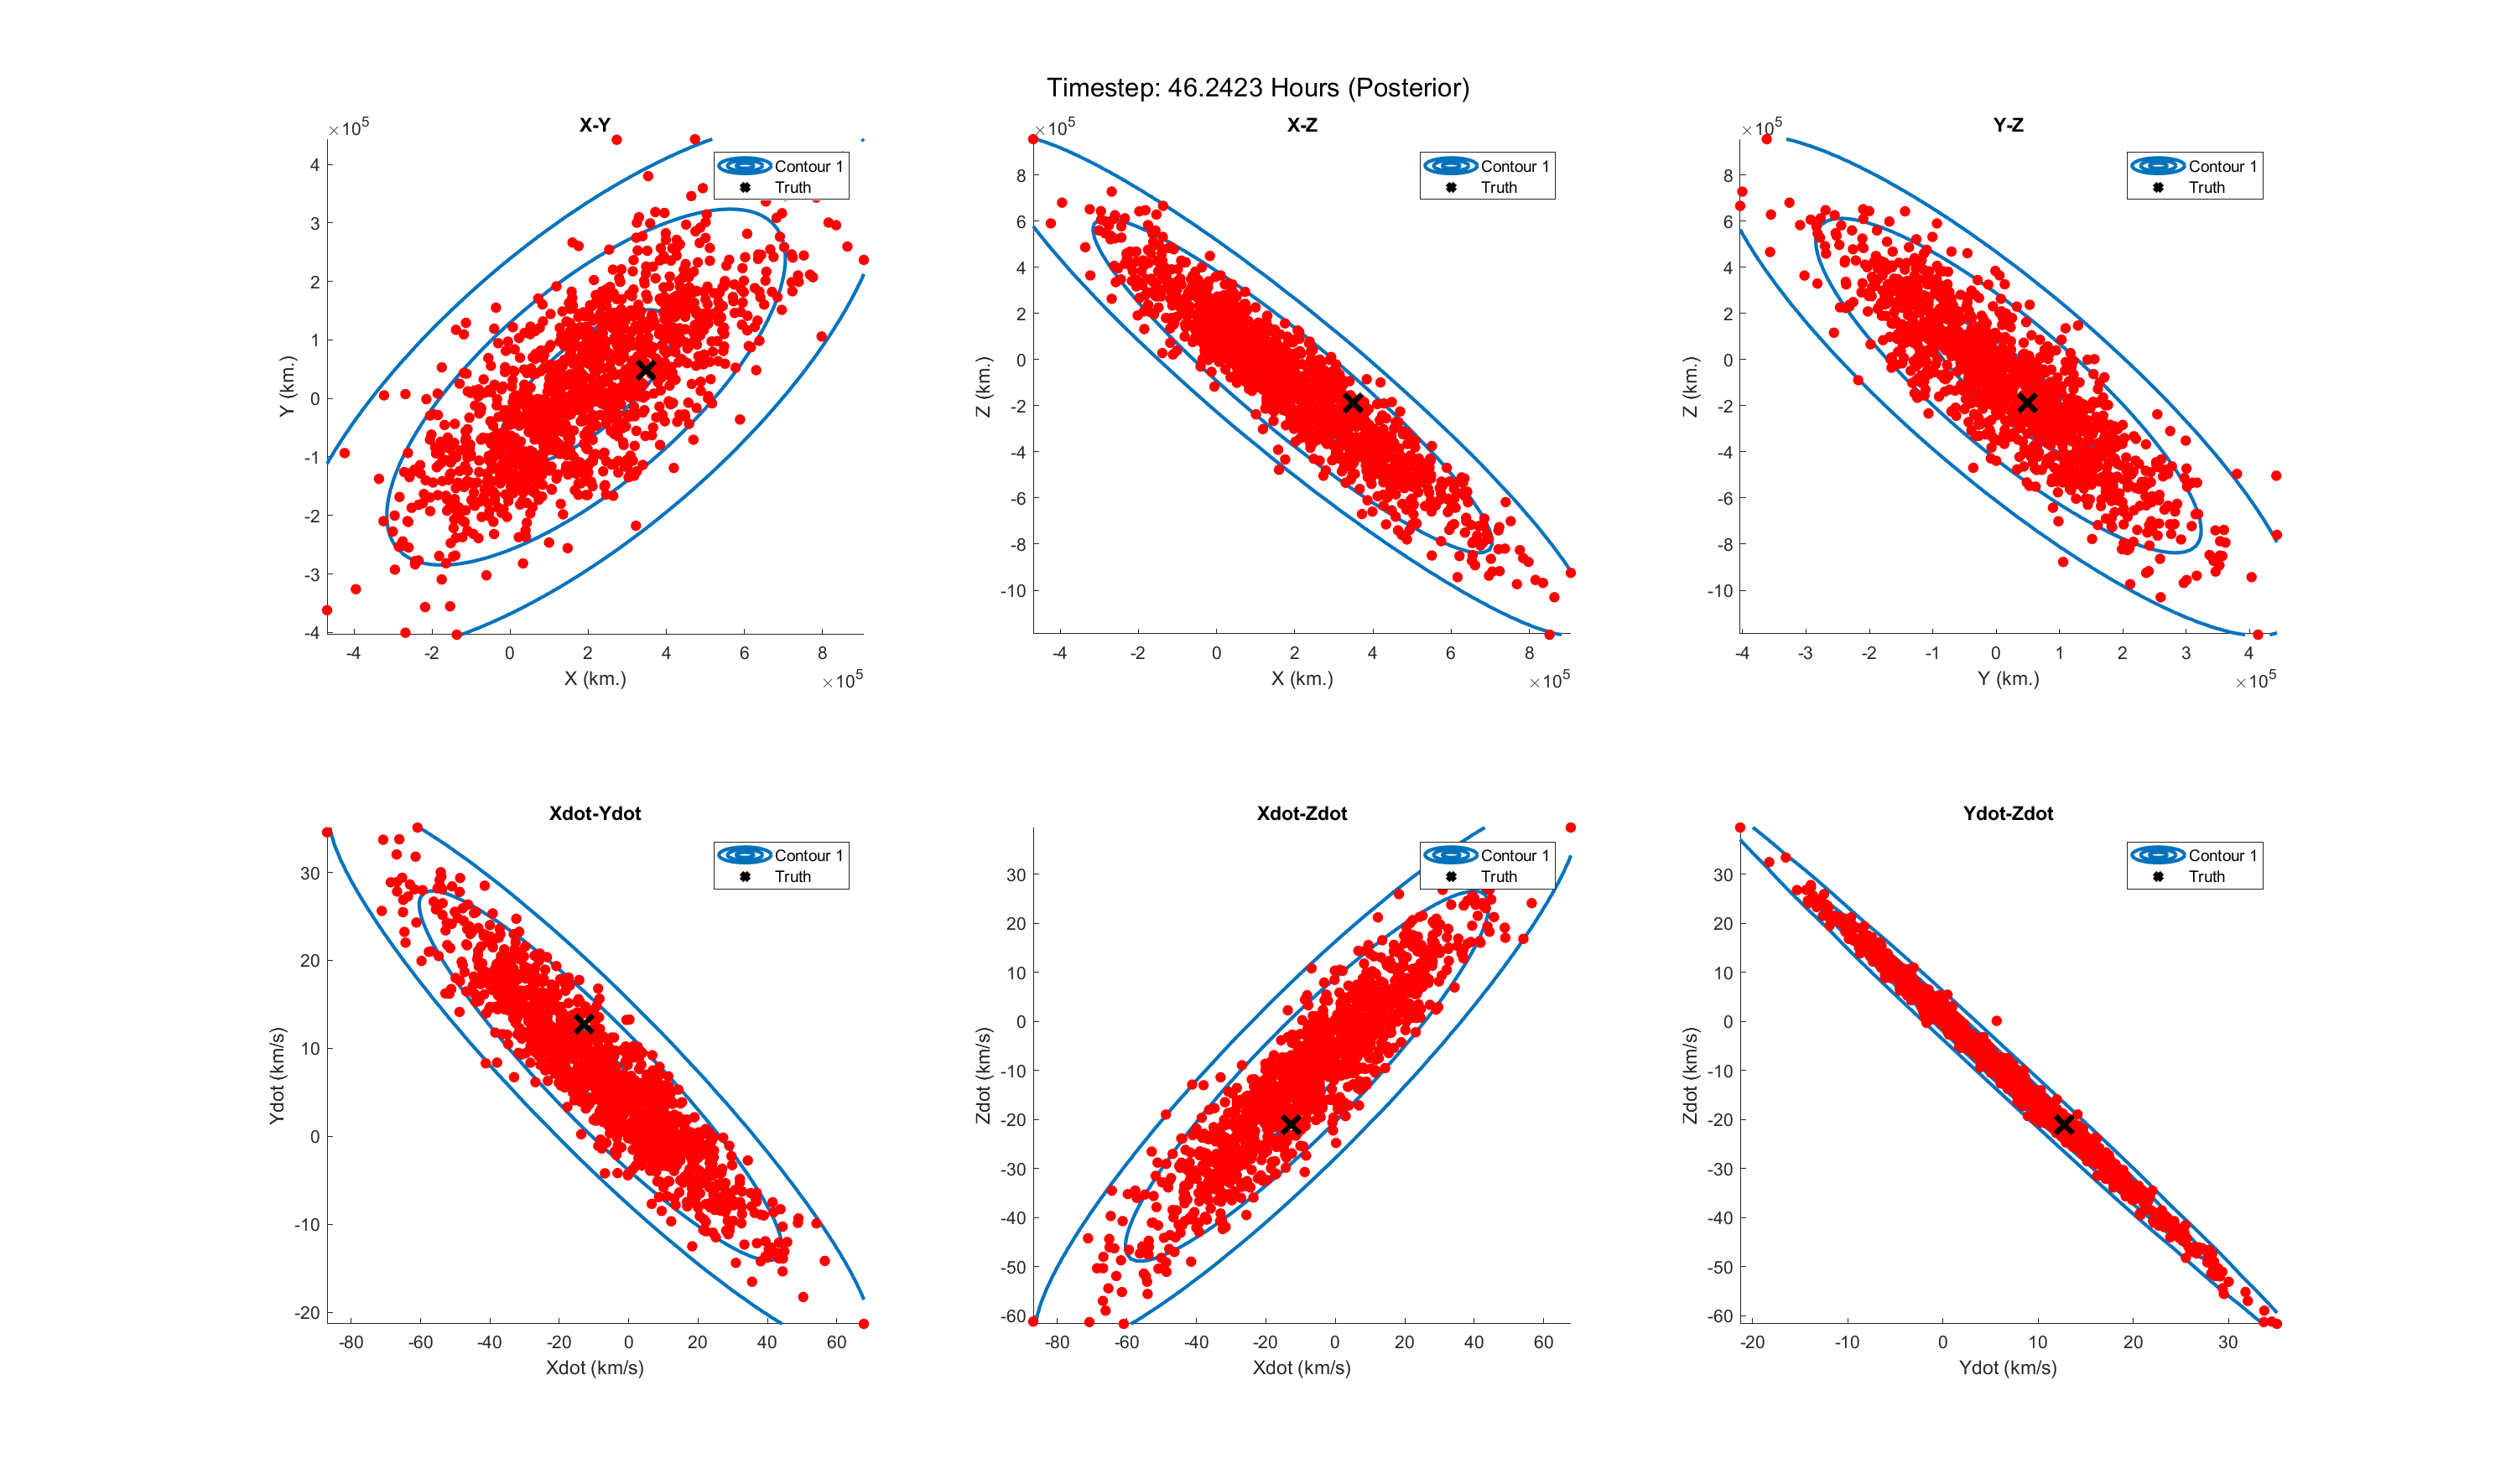 Timestep: 46.2423 Hours (Posterior)
X-Y
×10^5
Contour 1
Truth
4
3
2
1
0
-1
-2
-3
-4
Y (km.)
-4 -2 0 2 4 6 8
X (km.)
×10^5
X-Z
×10^5
Contour 1
Truth
8
6
4
2
0
-2
-4
-6
-8
-10
Z (km.)
-4 -2 0 2 4 6 8
X (km.)
×10^5
Y-Z
×10^5
Contour 1
Truth
8
6
4
2
0
-2
-4
-6
-8
-10
Z (km.)
-4 -3 -2 -1 0 1 2 3 4
Y (km.)
×10^5
Xdot-Ydot
Contour 1
Truth
30
20
10
0
-10
-20
Ydot (km/s)
-80 -60 -40 -20 0 20 40 60
Xdot (km/s)
Xdot-Zdot
Contour 1
Truth
30
20
10
0
-10
-20
-30
-40
-50
-60
Zdot (km/s)
-80 -60 -40 -20 0 20 40 60
Xdot (km/s)
Ydot-Zdot
Contour 1
Truth
30
20
10
0
-10
-20
-30
-40
-50
-60
Zdot (km/s)
-20 -10 0 10 20 30
Ydot (km/s)